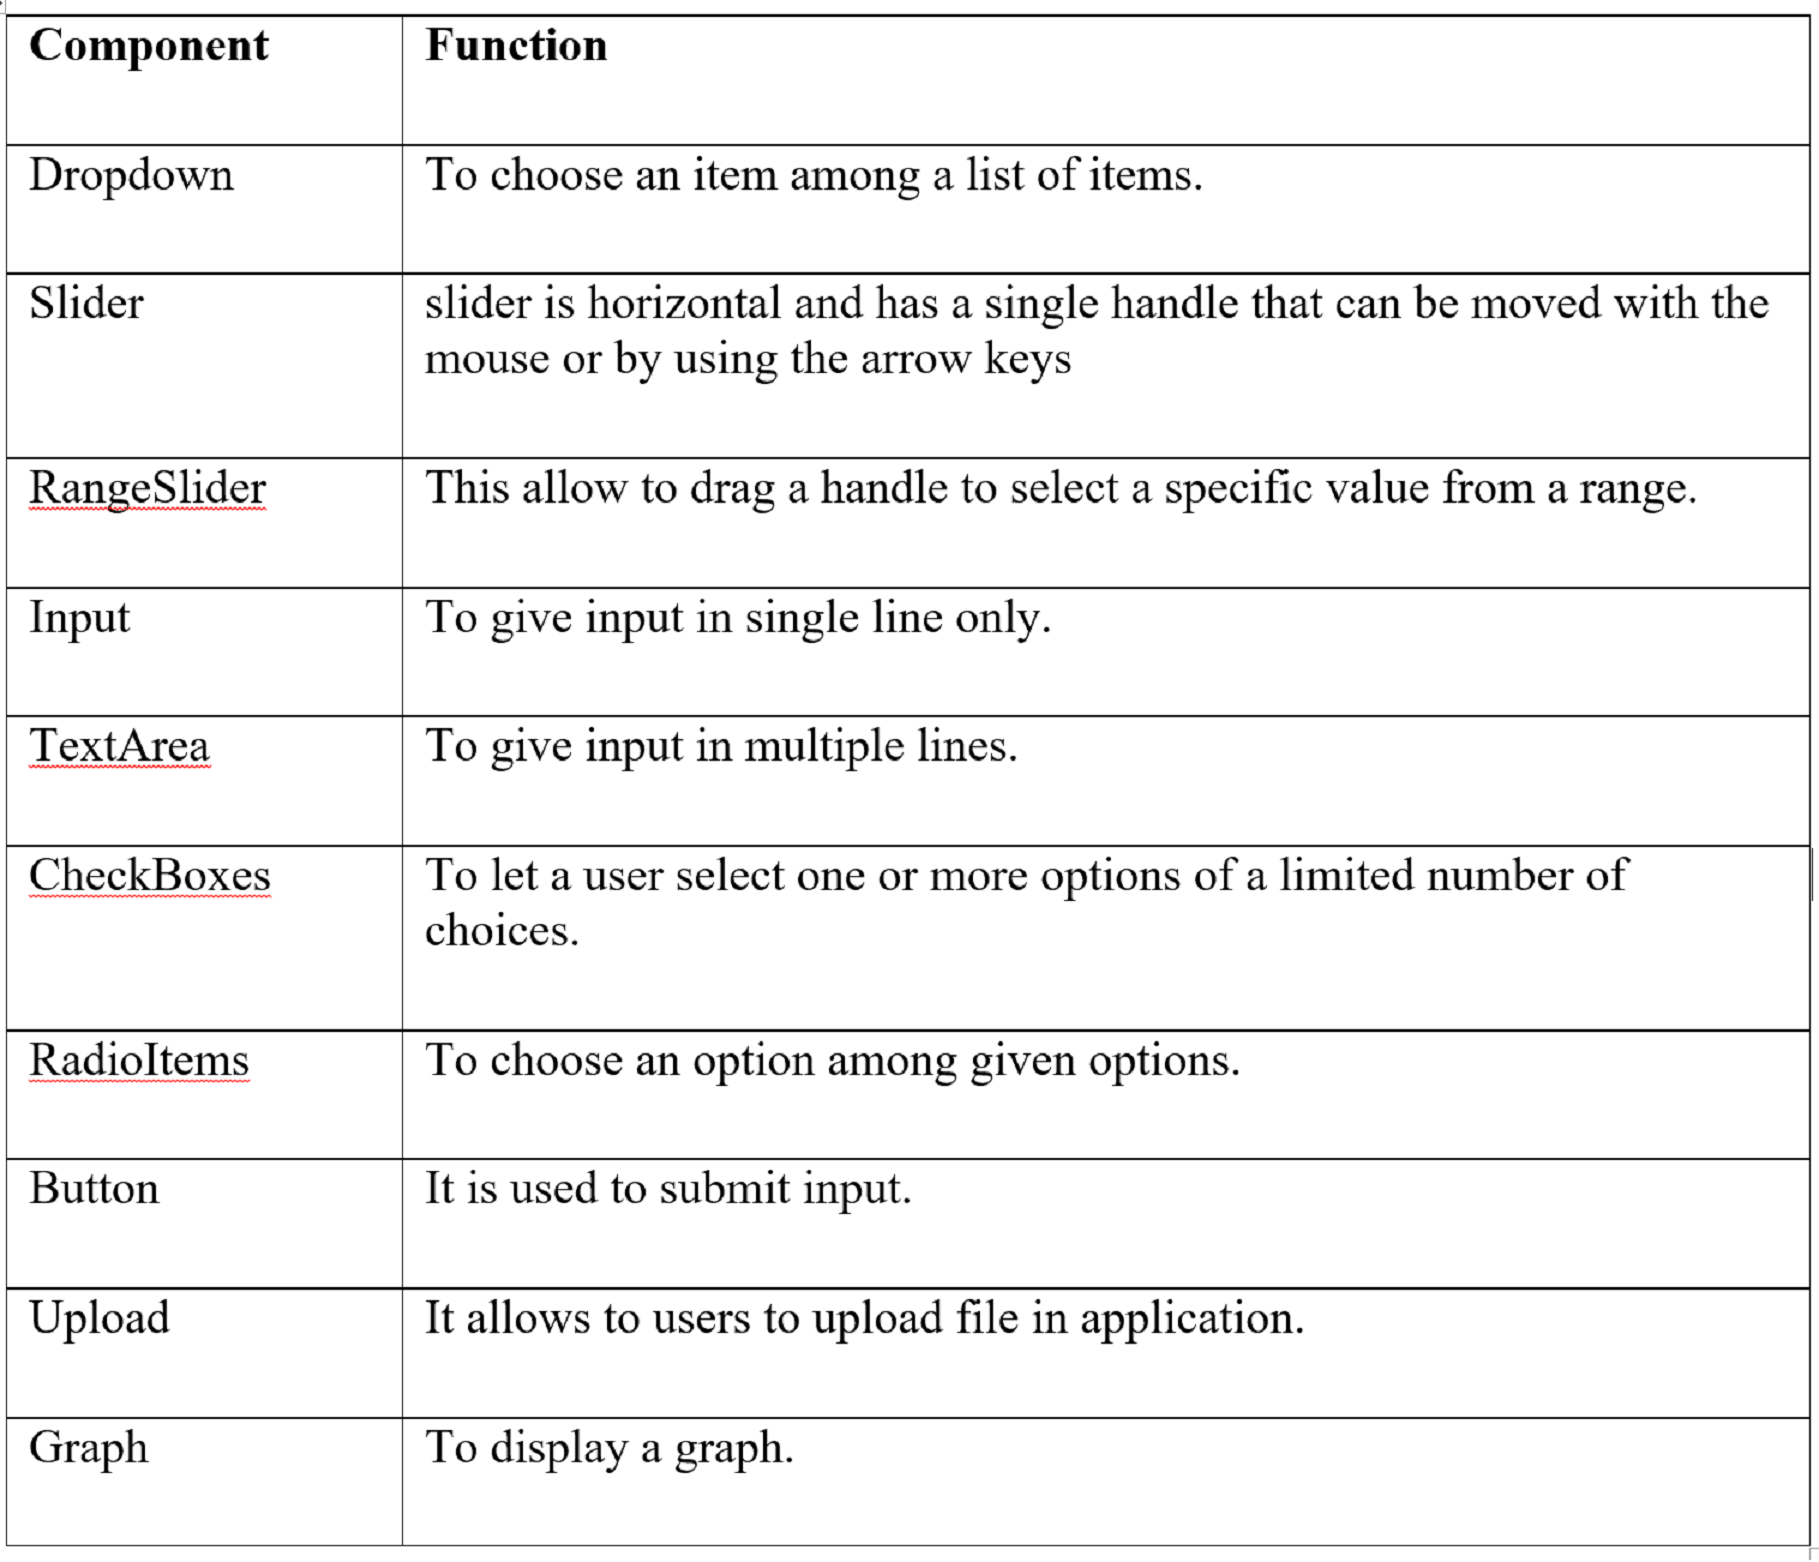 Component Function
Dropdown To choose an item among a list of items.
Slider slider is horizontal and has a single handle that can be moved with the
mouse or by using the arrow keys
RangeSlider This allow to drag a handle to select a specific value from a range.
Input To give input in single line only.
TextArea To give input in multiple lines.
CheckBoxes To let a user select one or more options of a limited number of
choices.
RadioItems To choose an option among given options.
Button It is used to submit input.
Upload It allows to users to upload file in application.
Graph To display a graph.